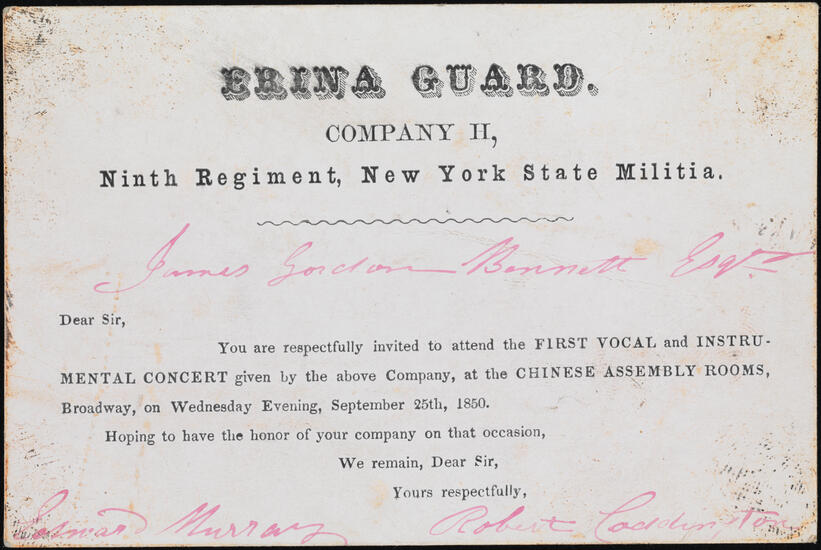 ERINA GUARD.
COMPANY H,
Ninth Regiment, New York State Militia.
James Gordon Bennett Esqr
Dear Sir,
You are respectfully invited to attend the FIRST VOCAL and INSTRU-
MENTAL CONCERT given by the above Company, at the CHINESE ASSEMBLY ROOMS,
Broadway, on Wednesday Evening, September 25th, 1850.
Hoping to have the honor of your company on that occasion,
We remain, Dear Sir,
Yours respectfully,
Edward Murray Robert Coddington